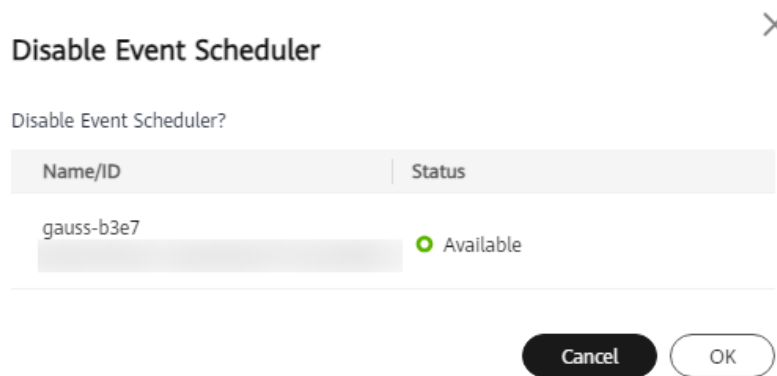 Disable Event Scheduler
Disable Event Scheduler?
Name/ID Status
gauss-b3e7
Available
Cancel OK